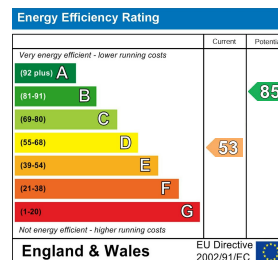 Energy Efficiency Rating
Current Potentia
Very energy efficient - lower running costs
(92 plus) A
(81-91) B
85
(69-80) C
(55-68) D
53
(39-54) E
(21-38) F
(1-20) G
Not energy efficient - higher running costs
England & Wales
EU Directive
2002/91/EC